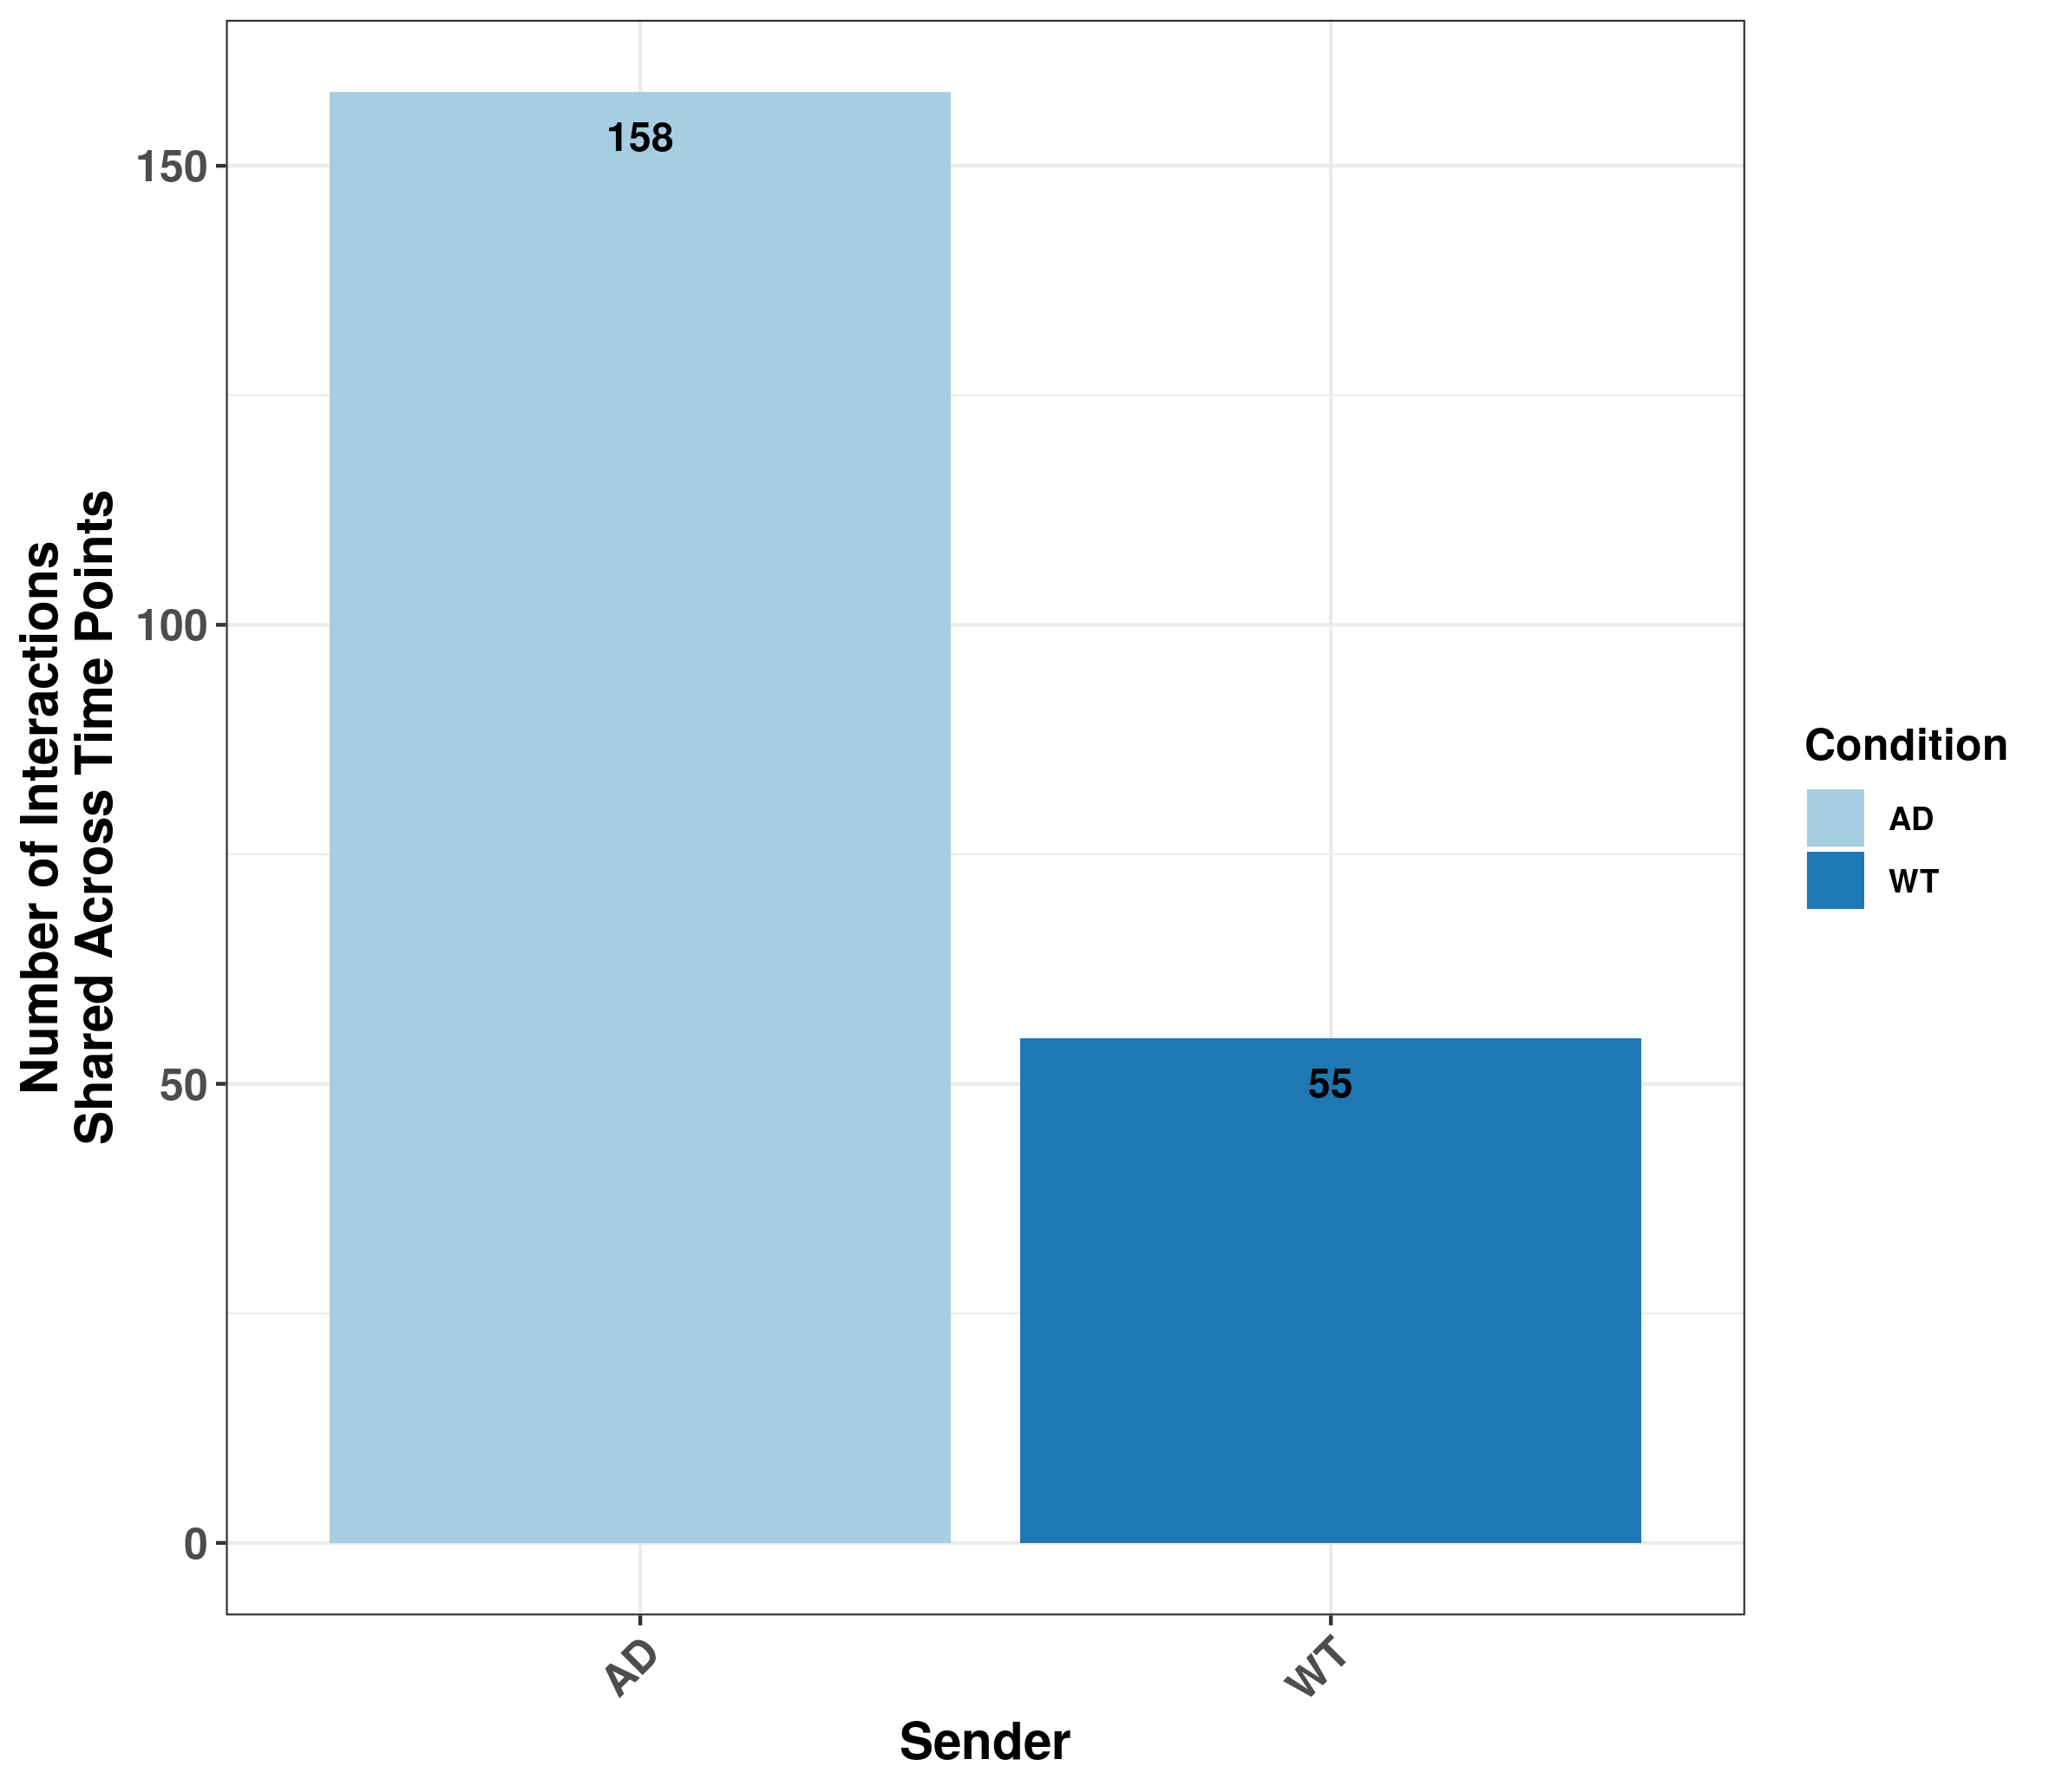 Number of Interactions
Shared Across Time Points
150
100
50
0
158
55
AD
WT
Sender
Condition
AD
WT